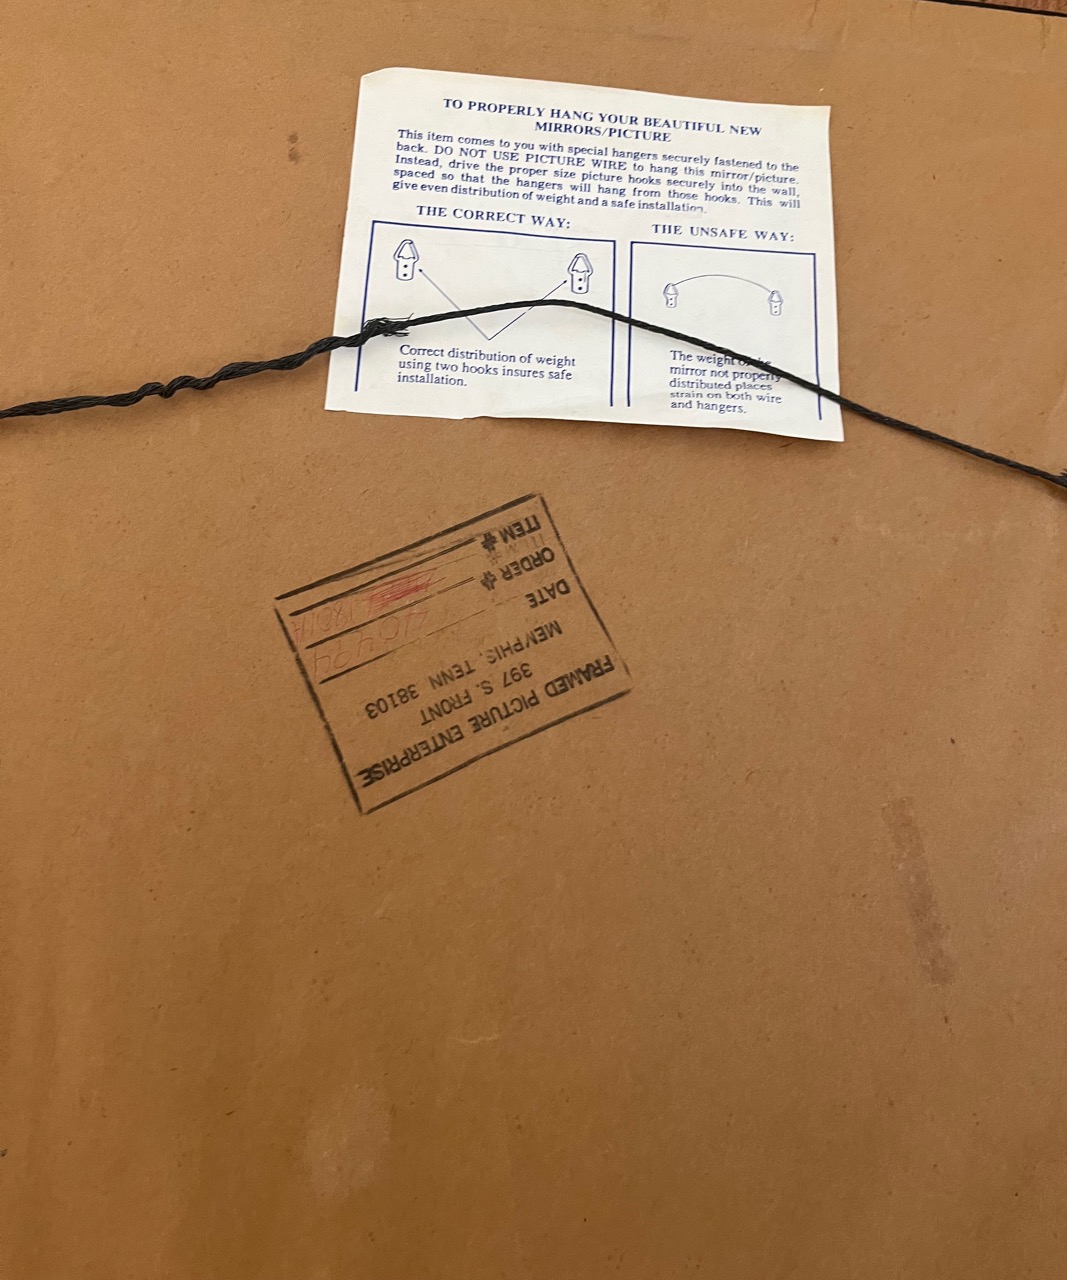 TO PROPERLY HANG YOUR BEAUTIFUL NEW
MIRRORS/PICTURE
This item comes to you with special hangers securely fastened to the
back. DO NOT USE PICTURE WIRE to hang this mirror/picture.
Instead, drive the proper size picture hooks securely into the wall,
spaced so that the hangers will hang from those hooks. This will
give even distribution of weight and a safe installation.
THE CORRECT WAY:
Correct distribution of weight
using two hooks insures safe
installation.
THE UNSAFE WAY:
The weight of the
mirror not properly
distributed places
strain on both wire
and hangers.
FRAMED PICTURE ENTERPRISE
397 S. FRONT
MEMPHIS, TENN 38103
DATE
ORDER #
ITEM #